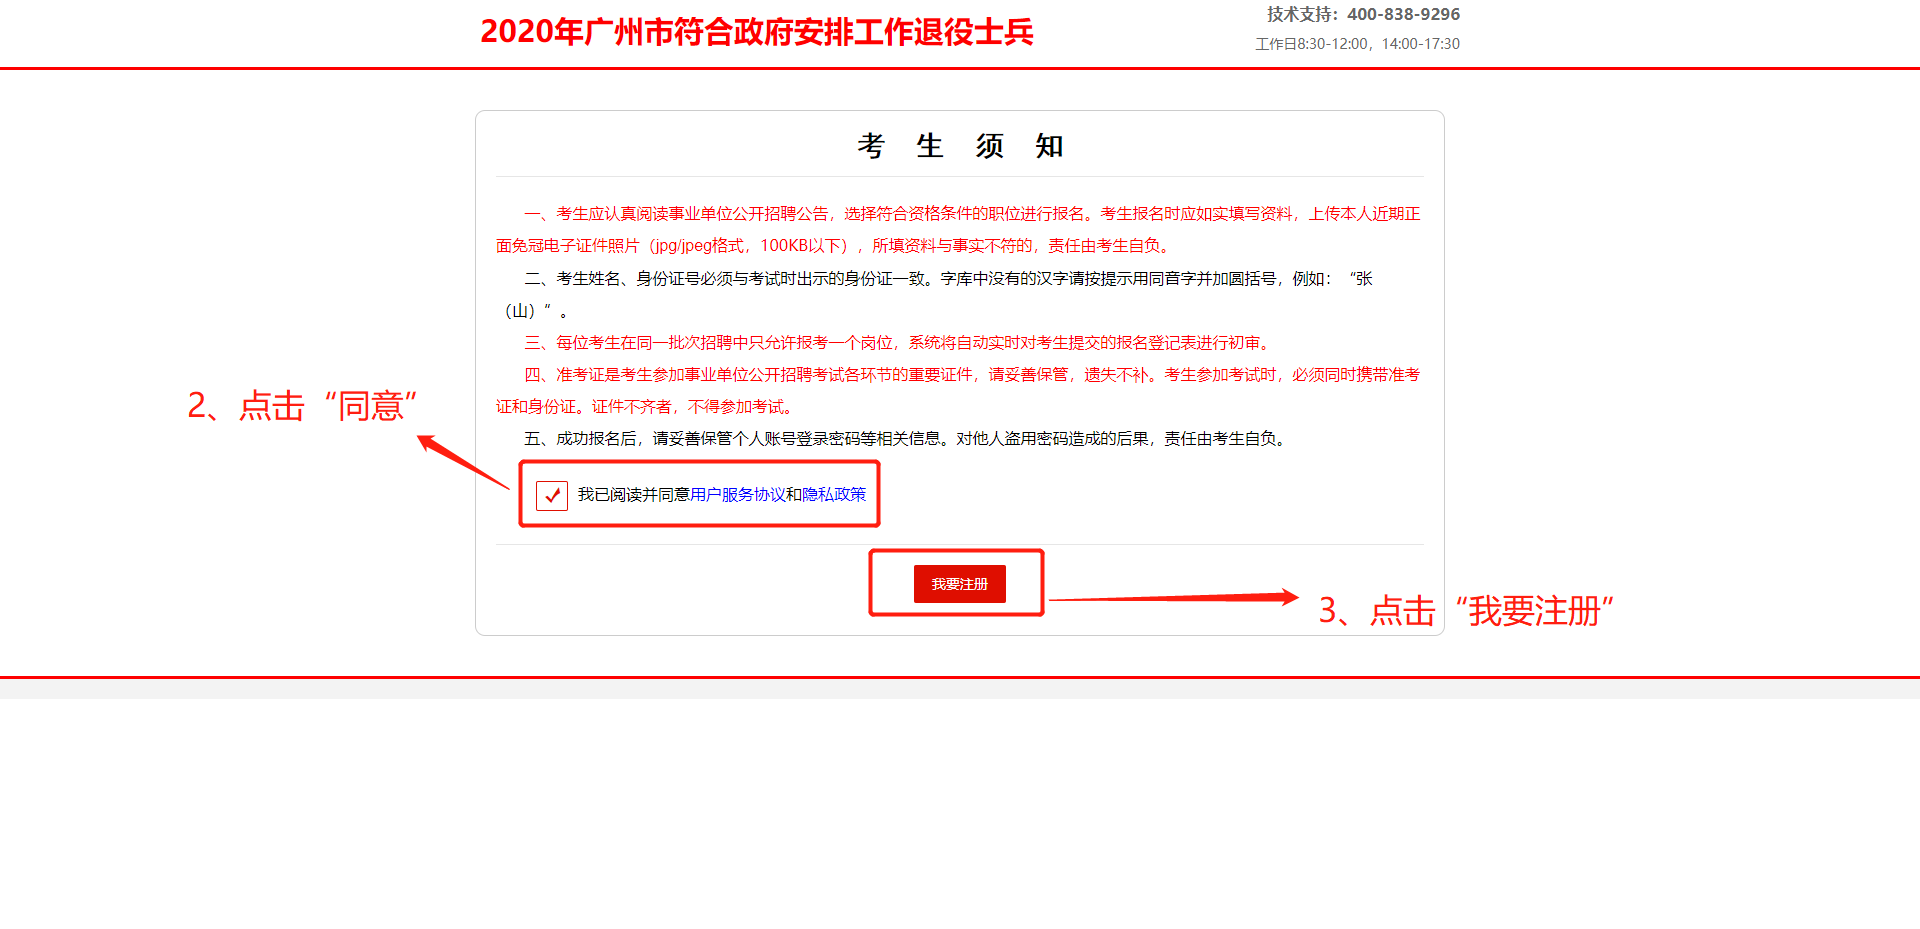 2020年广州市符合政府安排工作退役士兵
技术支持：400-838-9296
工作日8:30-12:00，14:00-17:30
考 生 须 知
一、考生应认真阅读事业单位公开招聘公告，选择符合资格条件的职位进行报名。考生报名时应如实填写资料，上传本人近期正
面免冠电子证件照片（jpg/jpeg格式，100KB以下），所填资料与事实不符的，责任由考生自负。
二、考生姓名、身份证号必须与考试时出示的身份证一致。字库中没有的汉字请按提示用同音字并加圆括号，例如：“张
（山）”。
三、每位考生在同一批次招聘中只允许报考一个岗位，系统将自动实时对考生提交的报名登记表进行初审。
四、准考证是考生参加事业单位公开招聘考试各环节的重要证件，请妥善保管，遗失不补。考生参加考试时，必须同时携带准考
证和身份证。证件不齐者，不得参加考试。
五、成功报名后，请妥善保管个人账号登录密码等相关信息。对他人盗用密码造成的后果，责任由考生自负。
2、点击“同意”
我已阅读并同意用户服务协议和隐私政策
我要注册
3、点击“我要注册”